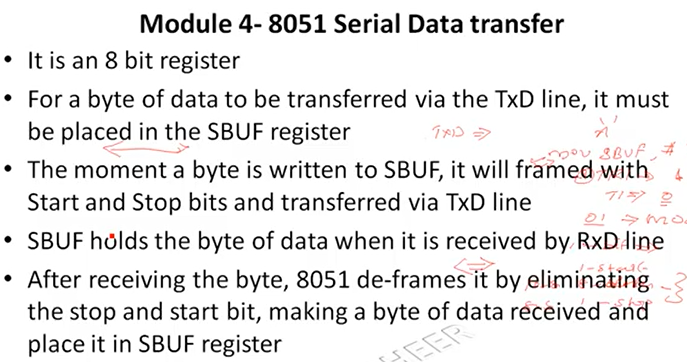 Module 4- 8051 Serial Data transfer
• It is an 8 bit register
• For a byte of data to be transferred via the TxD line, it must
be placed in the SBUF register
TXD ⇒ 'A'
MOV SBUF, #
• The moment a byte is written to SBUF, it will framed with
Start and Stop bits and transferred via TxD line
TI ⇒ 0
• SBUF holds the byte of data when it is received by RxD line
• After receiving the byte, 8051 de-frames it by eliminating
1-start
the stop and start bit, making a byte of data received and
1-stop
place it in SBUF register
HEER